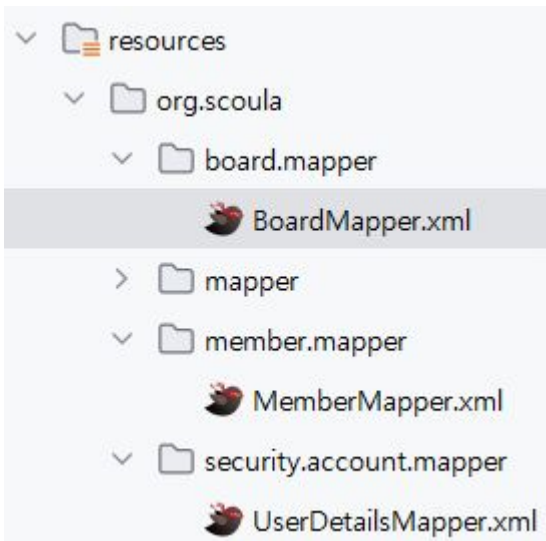 resources
org.scoula
board.mapper
BoardMapper.xml
mapper
member.mapper
MemberMapper.xml
security.account.mapper
UserDetailsMapper.xml